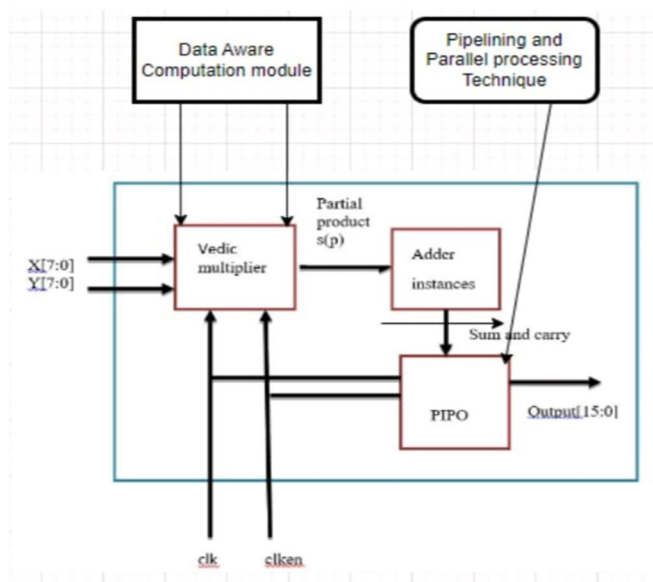 Data Aware
Computation module
Pipelining and
Parallel processing
Technique
Partial
product
s(p)
Vedic
multiplier
Adder
instances
X[7:0]
Y[7:0]
Sum and carry
PIPO
Output[15:0]
clk
clken